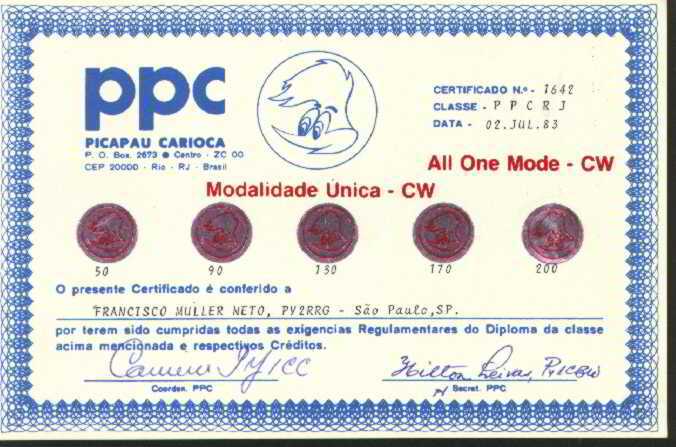 ppc
PICAPAU CARIOCA
P. O. Box. 2673 ● Centro - ZC 00
CEP 20000 - Rio - RJ - Brasil
CERTIFICADO N.º - 1642
CLASSE - P P C R J
DATA - 02.JUL.83
All One Mode - CW
Modalidade Única - CW
50 90 130 170 200
O presente Certificado é conferido a
FRANCISCO MULLER NETO, PY2RRG - São Paulo,SP.
por terem sido cumpridas todas as exigencias Regulamentares do Diploma da classe
acima mencionada e respectivos Créditos.
Coorden. PPC
Secret. PPC